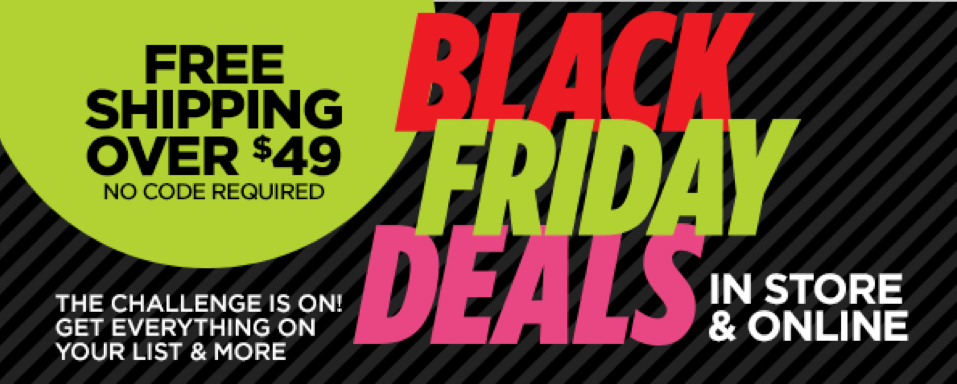 FREE
SHIPPING
OVER $49
NO CODE REQUIRED
BLACK
FRIDAY
DEALS
IN STORE
& ONLINE
THE CHALLENGE IS ON!
GET EVERYTHING ON
YOUR LIST & MORE